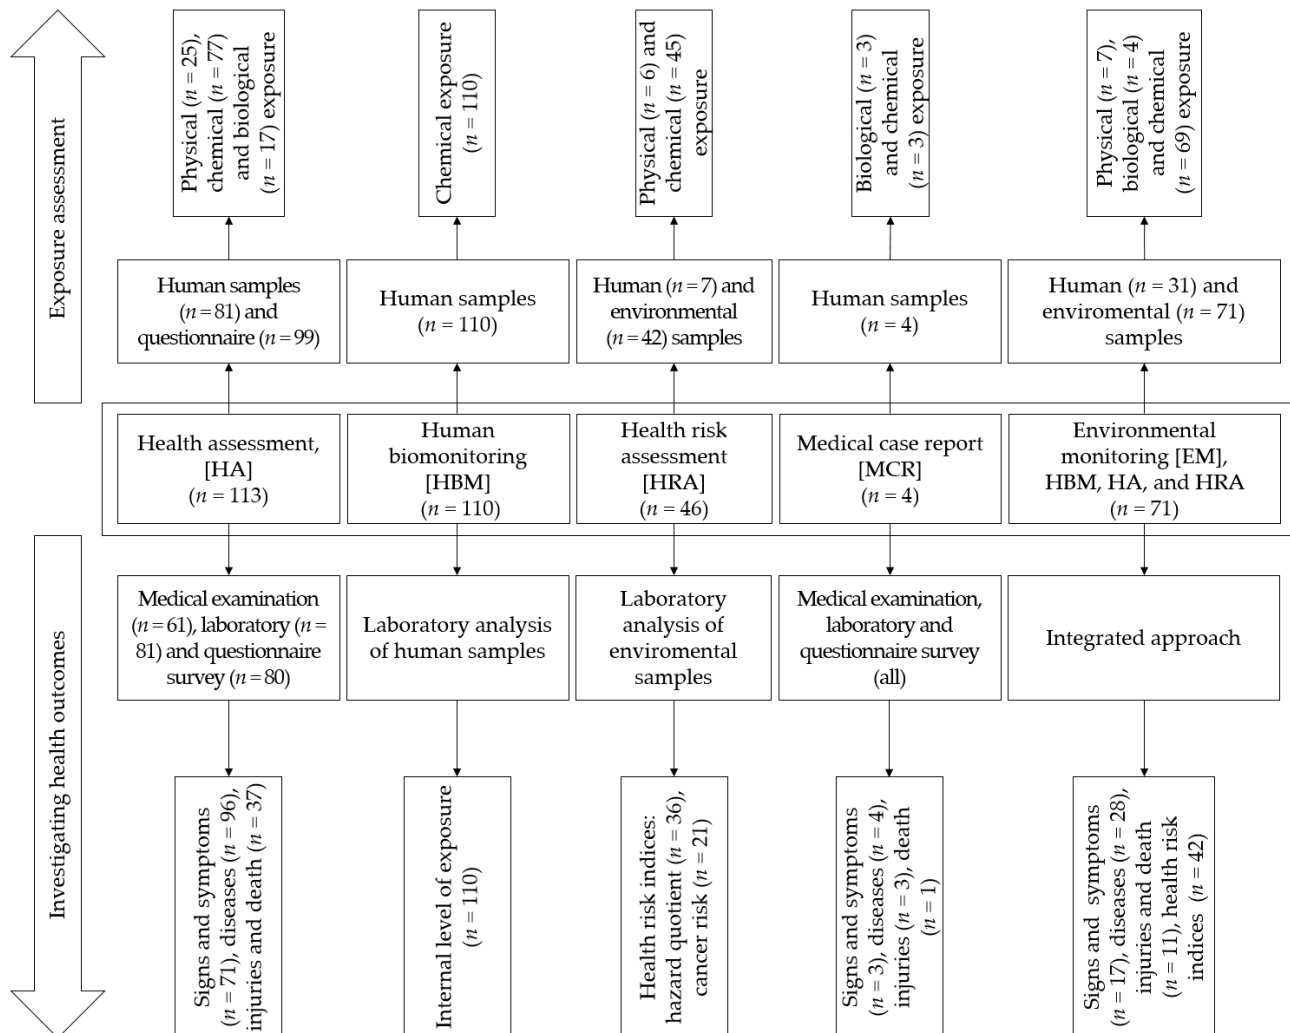 Exposure assessment
Physical (n = 25),
chemical (n = 77)
and biological
(n = 17) exposure
Chemical exposure
(n = 110)
Physical (n = 6) and
chemical (n = 45)
exposure
Biological (n = 3)
and chemical
(n = 3) exposure
Physical (n = 7),
biological (n = 4)
and chemical
(n = 69) exposure
Human samples
(n = 81) and
questionnaire (n = 99)
Human samples
(n = 110)
Human (n = 7) and
environmental
(n = 42) samples
Human samples
(n = 4)
Human (n = 31) and
enviromental (n = 71)
samples
Health assessment,
[HA]
(n = 113)
Human
biomonitoring
[HBM]
(n = 110)
Health risk
assessment
[HRA]
(n = 46)
Medical case report
[MCR]
(n = 4)
Environmental
monitoring [EM],
HBM, HA, and HRA
(n = 71)
Investigating health outcomes
Medical examination
(n = 61), laboratory (n =
81) and questionnaire
survey (n = 80)
Laboratory analysis
of human samples
Laboratory
analysis of
enviromental
samples
Medical examination,
laboratory and
questionnaire survey
(all)
Integrated approach
Signs and symptoms
(n = 71), diseases (n = 96),
injuries and death (n = 37)
Internal level of exposure
(n = 110)
Health risk indices:
hazard quotient (n = 36),
cancer risk (n = 21)
Signs and symptoms
(n = 3), diseases (n = 4),
injuries (n = 3), death
(n = 1)
Signs and symptoms
(n = 17), diseases (n = 28),
injuries and death
(n = 11), health risk
indices (n = 42)